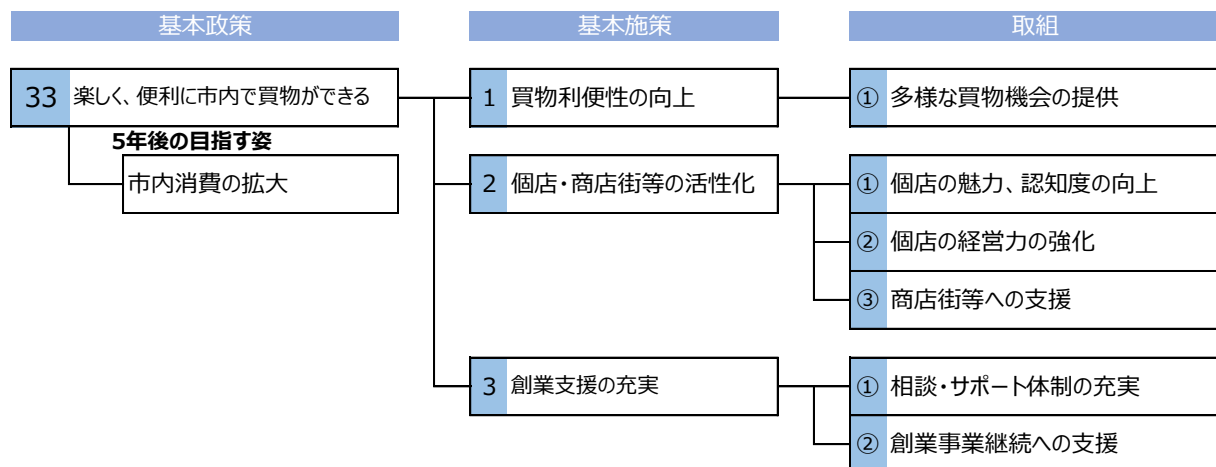 基本政策
基本施策
取組
33 楽しく、便利に市内で買物ができる
5年後の目指す姿
市内消費の拡大
1 買物利便性の向上
① 多様な買物機会の提供
2 個店・商店街等の活性化
① 個店の魅力、認知度の向上
② 個店の経営力の強化
③ 商店街等への支援
3 創業支援の充実
① 相談・サポート体制の充実
② 創業事業継続への支援